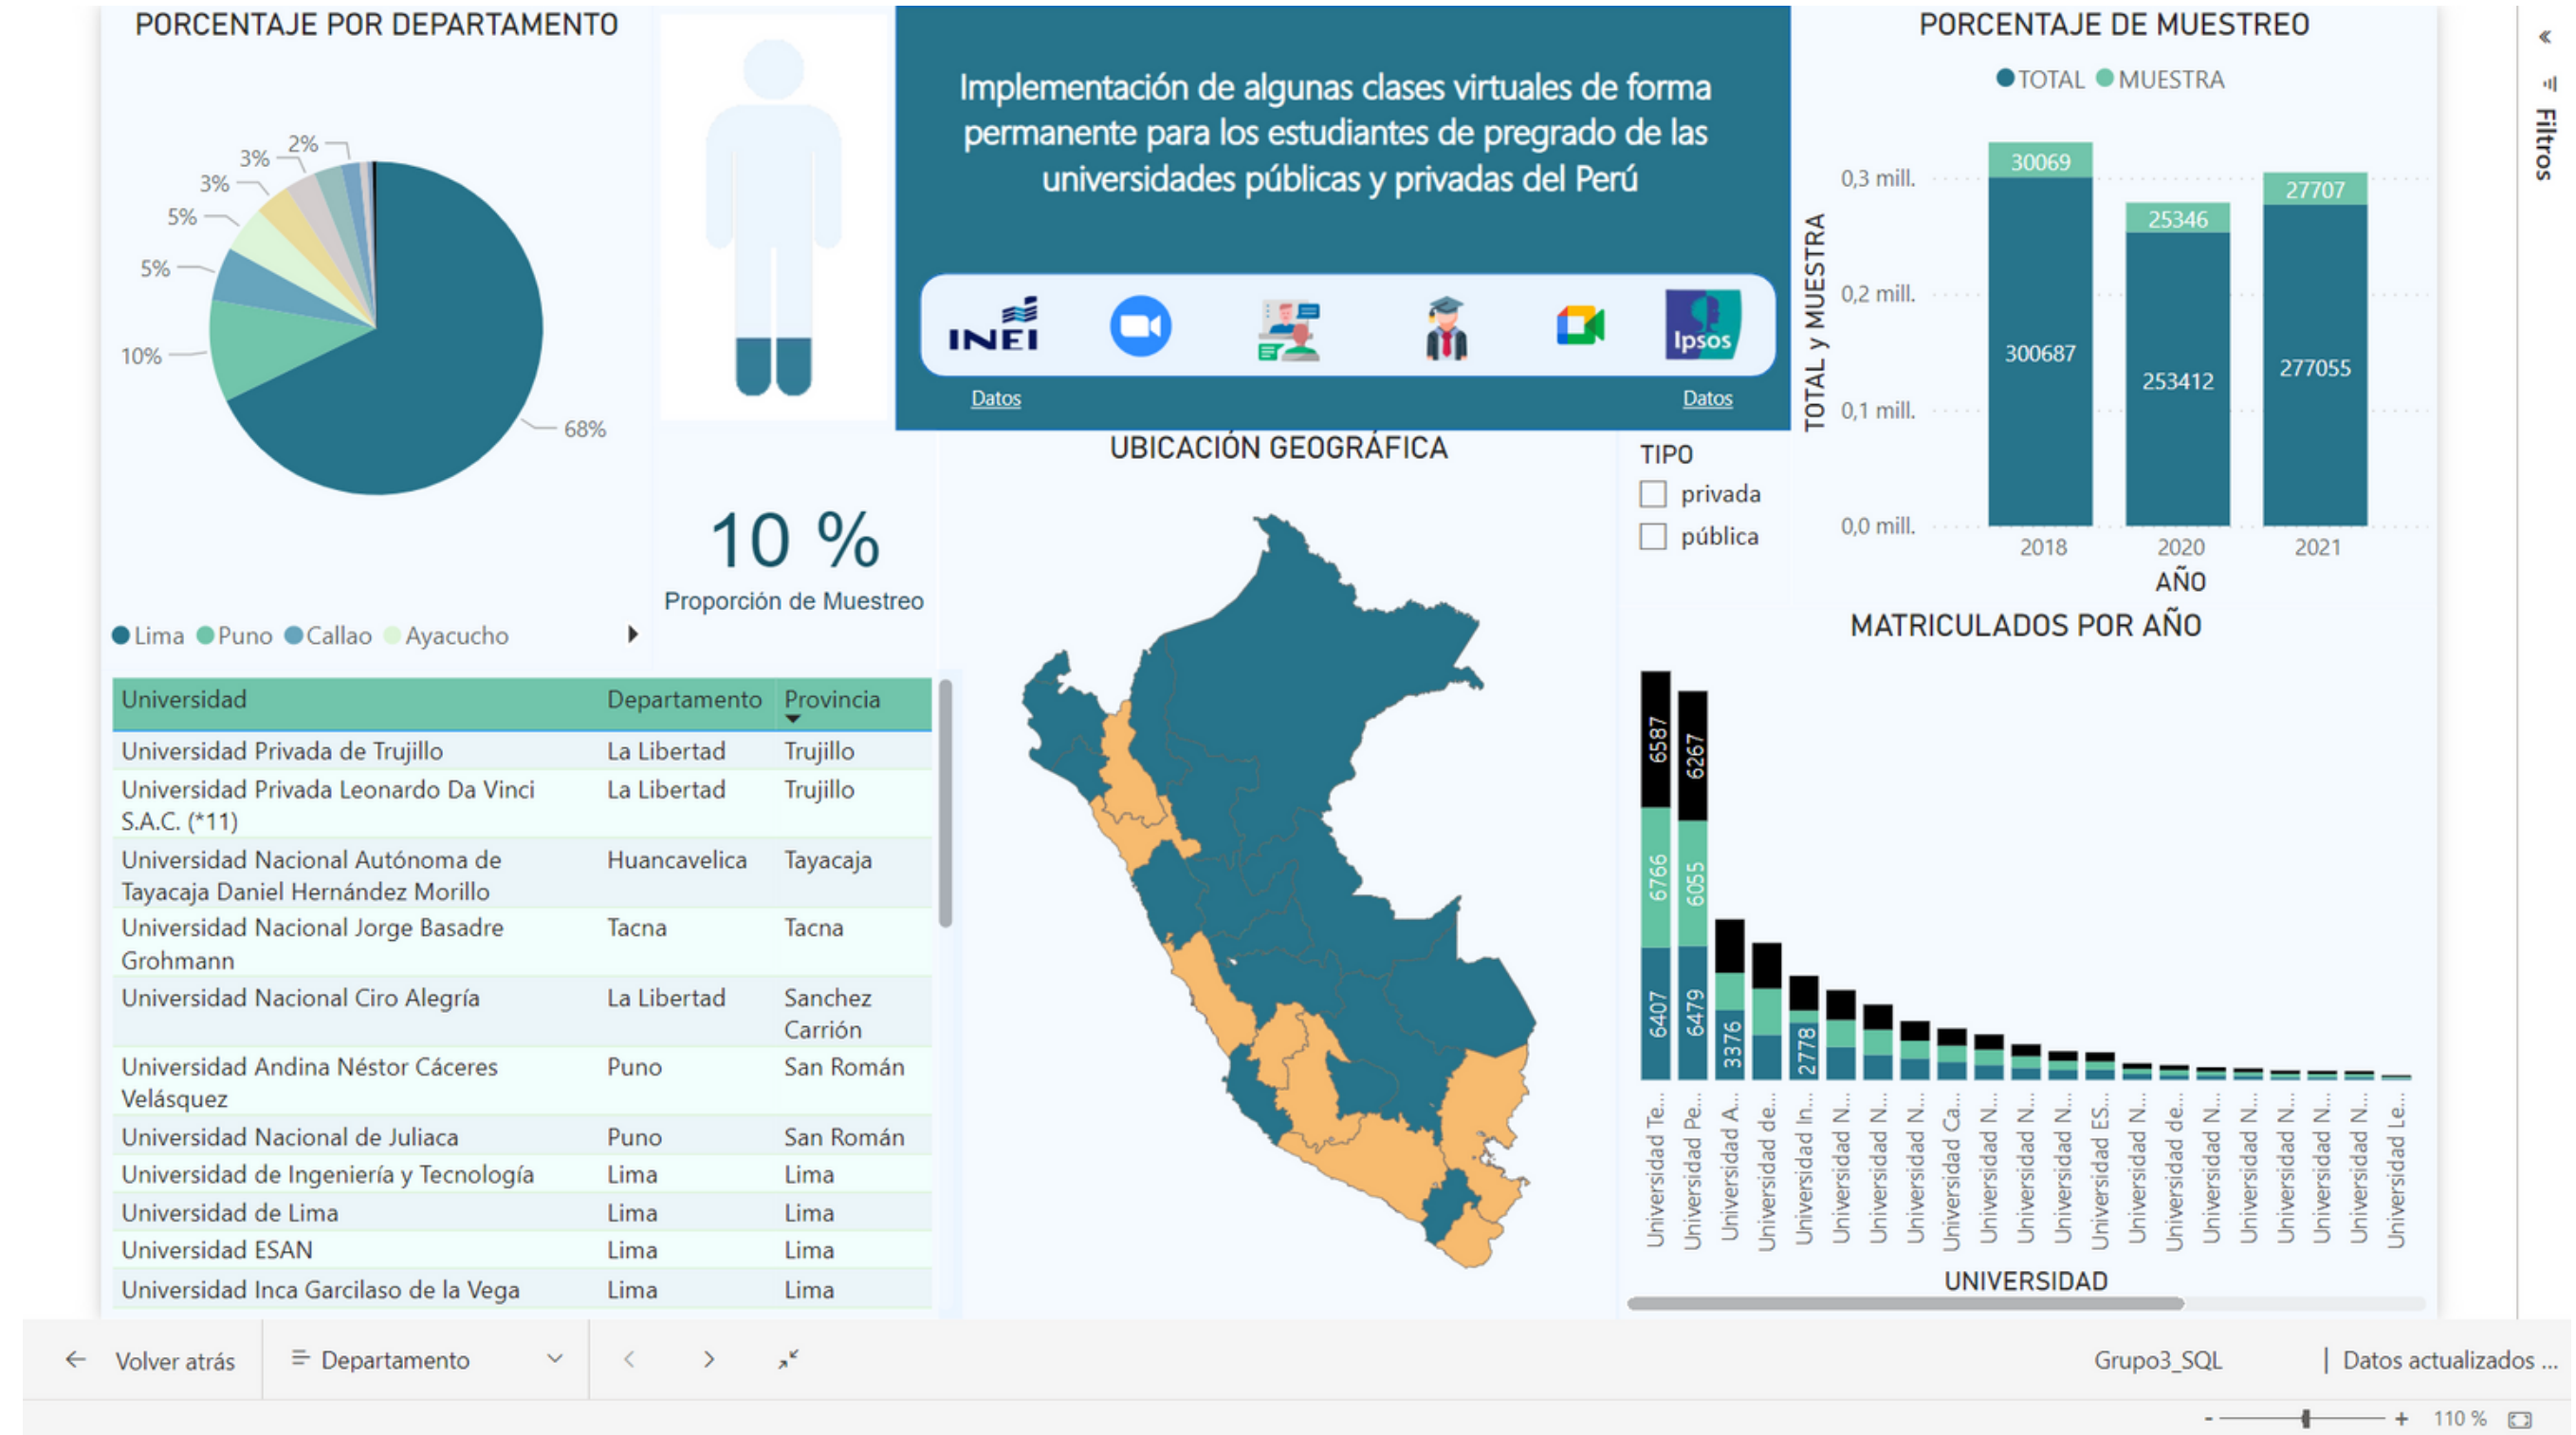 PORCENTAJE POR DEPARTAMENTO
2%
3%
3%
5%
5%
10%
68%
Lima Puno Callao Ayacucho
10 %
Proporción de Muestreo
Implementación de algunas clases virtuales de forma
permanente para los estudiantes de pregrado de las
universidades públicas y privadas del Perú
INEI
Ipsos
Datos
Datos
PORCENTAJE DE MUESTREO
TOTAL MUESTRA
TOTAL y MUESTRA
0,3 mill.
0,2 mill.
0,1 mill.
0,0 mill.
30069
300687
25346
253412
27707
277055
2018 2020 2021
AÑO
UBICACIÓN GEOGRÁFICA
TIPO
privada
pública
Universidad Departamento Provincia
Universidad Privada de Trujillo La Libertad Trujillo
Universidad Privada Leonardo Da Vinci La Libertad Trujillo
S.A.C. (*11)
Universidad Nacional Autónoma de Huancavelica Tayacaja
Tayacaja Daniel Hernández Morillo
Universidad Nacional Jorge Basadre Tacna Tacna
Grohmann
Universidad Nacional Ciro Alegría La Libertad Sanchez
Carrión
Universidad Andina Néstor Cáceres Puno San Román
Velásquez
Universidad Nacional de Juliaca Puno San Román
Universidad de Ingeniería y Tecnología Lima Lima
Universidad de Lima Lima Lima
Universidad ESAN Lima Lima
Universidad Inca Garcilaso de la Vega Lima Lima
MATRICULADOS POR AÑO
6587
6766
6407
6267
6055
6479
3376
2778
Universidad Te...
Universidad Pe...
Universidad A...
Universidad de...
Universidad In...
Universidad N...
Universidad N...
Universidad N...
Universidad Ca...
Universidad N...
Universidad N...
Universidad N...
Universidad ES...
Universidad N...
Universidad de...
Universidad N...
Universidad N...
Universidad N...
Universidad N...
Universidad N...
Universidad Le...
UNIVERSIDAD
Filtros
Volver atrás
Departamento
Grupo3_SQL | Datos actualizados ...
- + 110 %